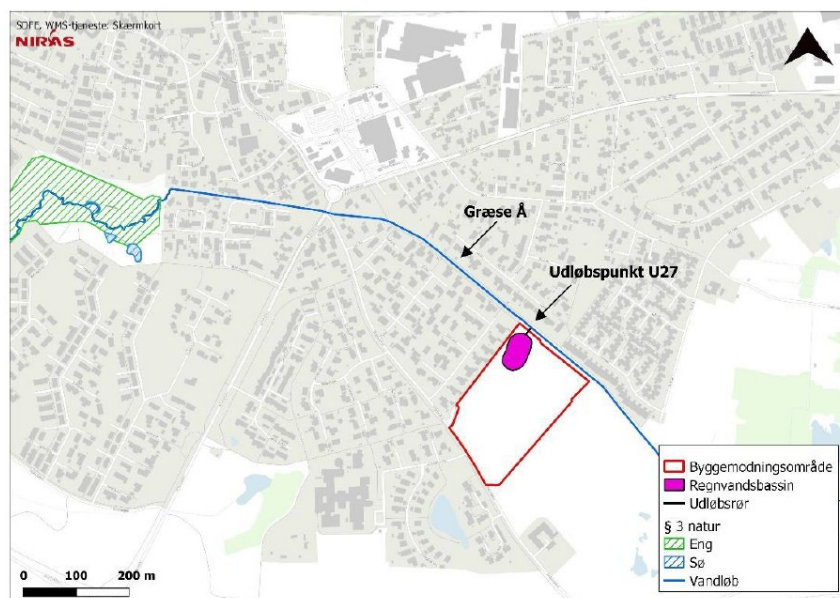 SDFE, WMS-tjeneste: Skærmkort
NIRAS
Græse Å
Udløbspunkt U27
Byggemodningsområde
Regnvandsbassin
Udløbsrør
§ 3 natur
Eng
Sø
Vandløb
0 100 200 m